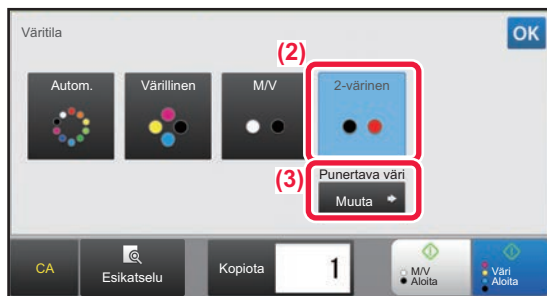 Väritila
OK
(2)
Autom.
Värillinen
M/V
2-värinen
(3)
Punertava väri
Muuta
CA
Esikatselu
Kopiota
1
M/V
Aloita
Väri
Aloita